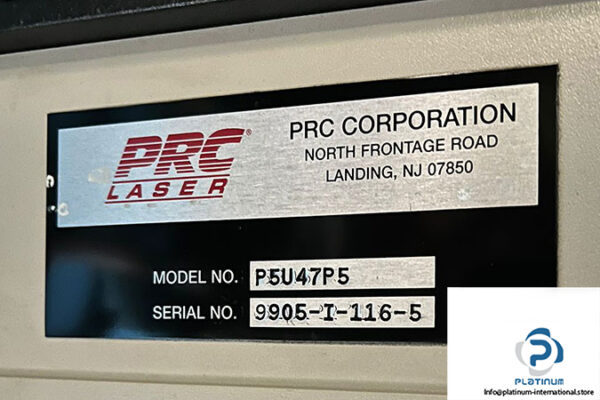 PRC®
LASER
PRC CORPORATION
NORTH FRONTAGE ROAD
LANDING, NJ 07850
MODEL NO. P5U47P5
SERIAL NO. 9905-I-116-5
PLATINUM
Info@platinum-international.store